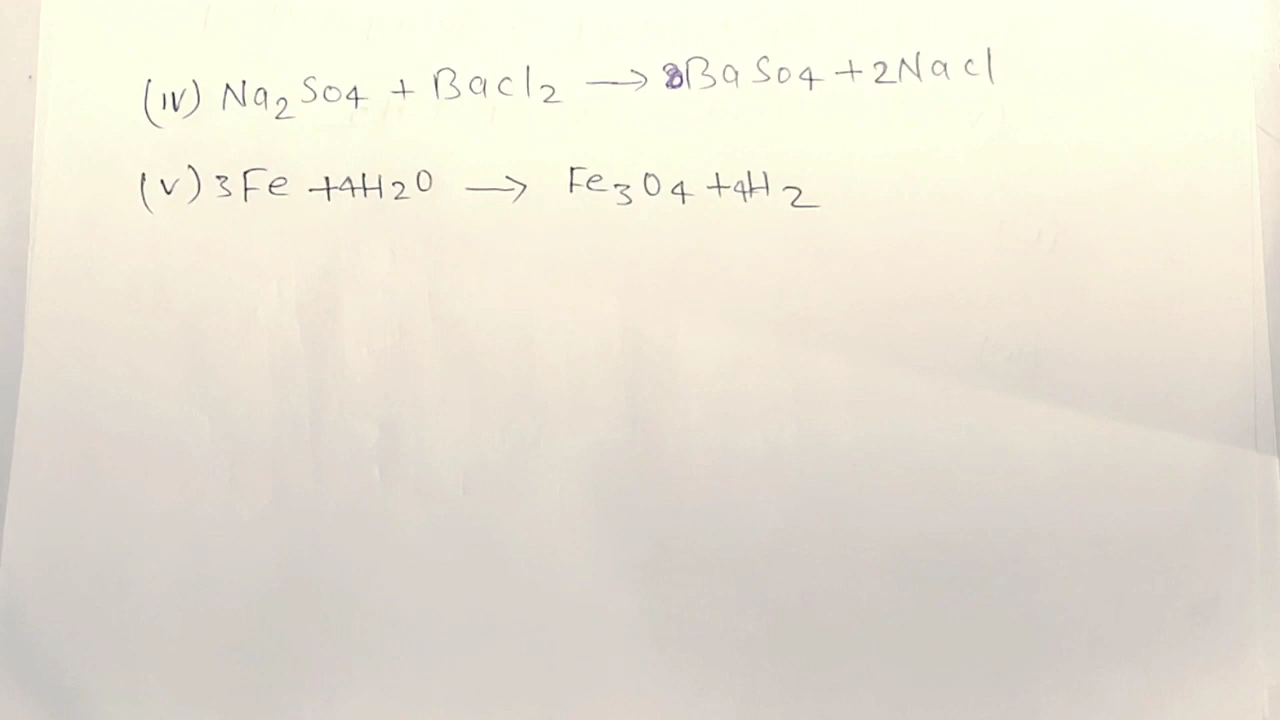 (iv) Na2SO4 + BaCl2 → BaSO4 + 2NaCl
(v) 3Fe +4H2O → Fe3O4 +4H2